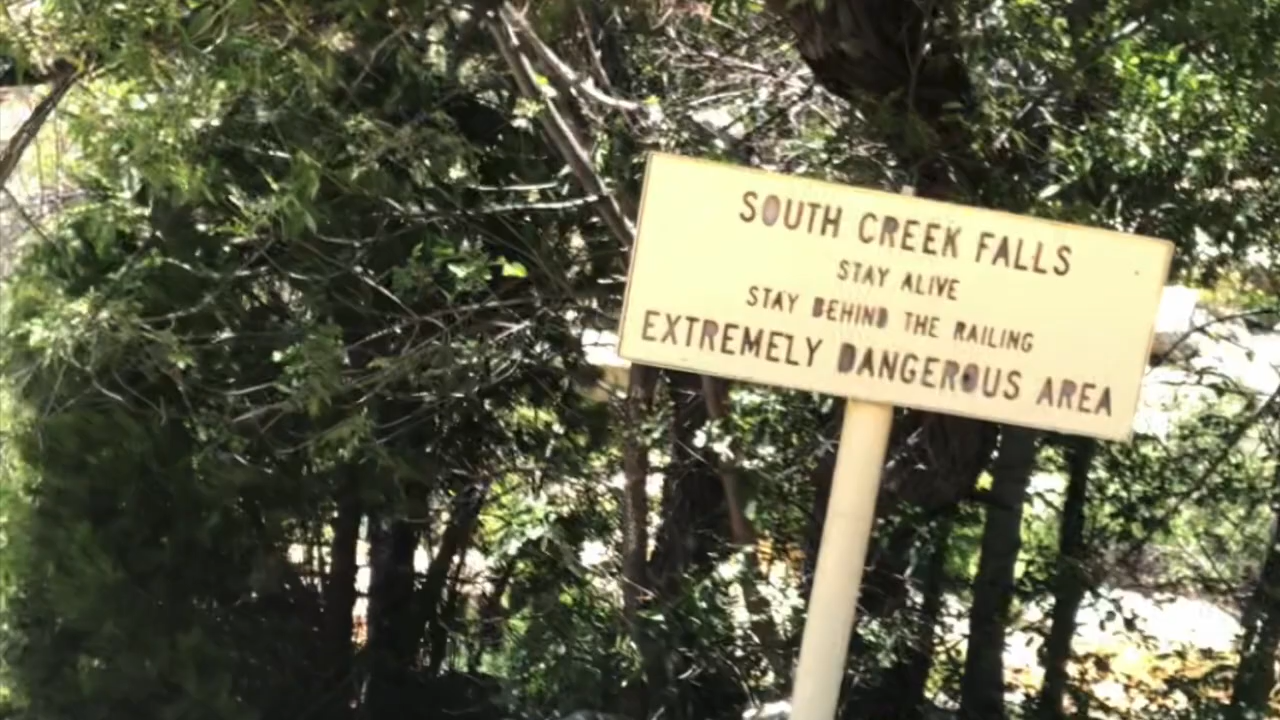 SOUTH CREEK FALLS
STAY ALIVE
STAY BEHIND THE RAILING
EXTREMELY DANGEROUS AREA